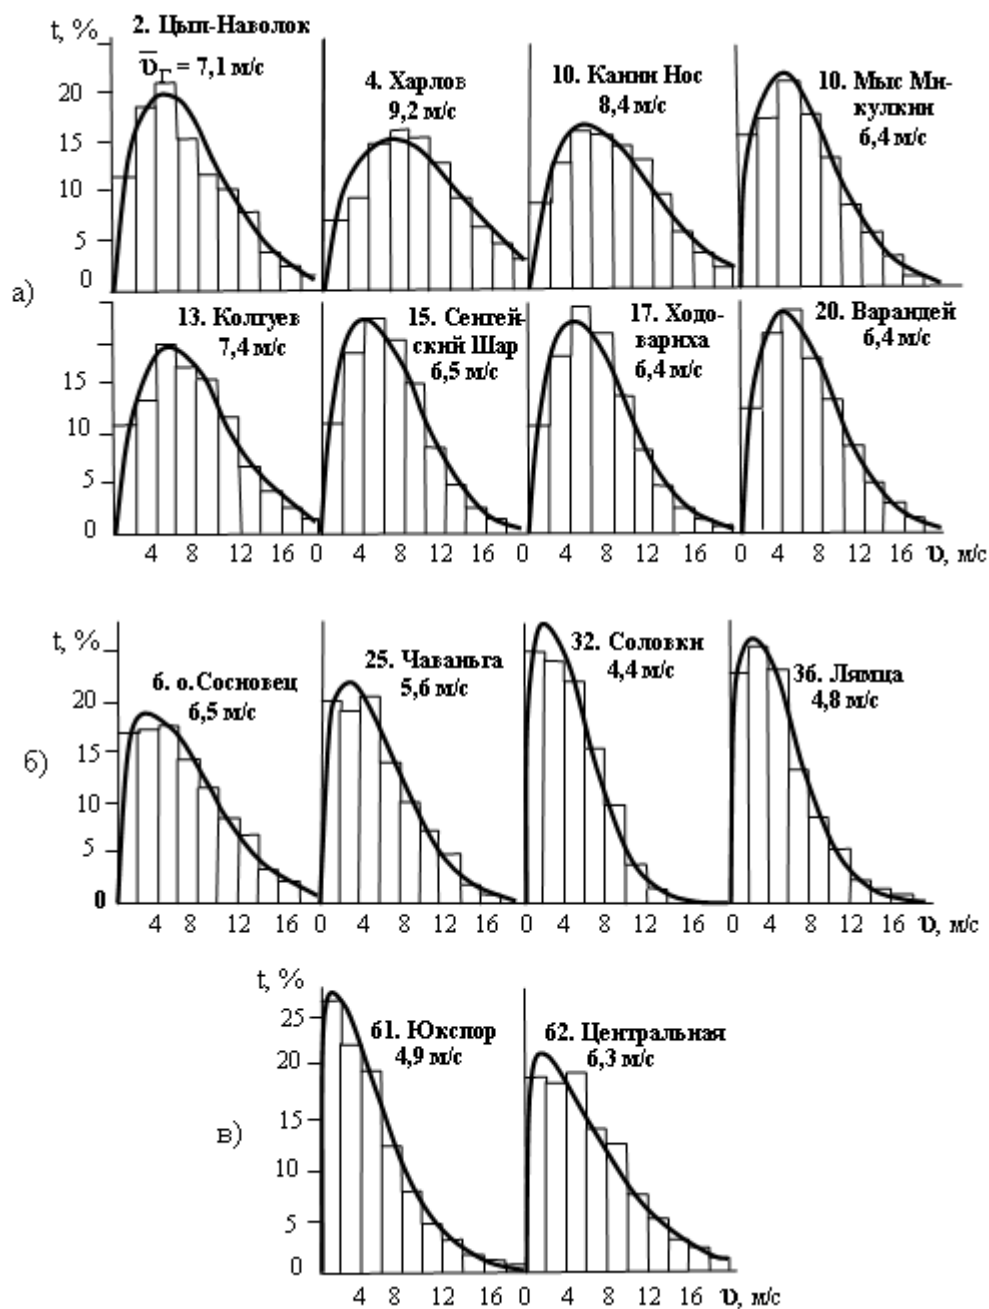 t, %
2. Цып-Наволок
ῡГ = 7,1 м/с
4. Харлов
9,2 м/с
10. Канин Нос
8,4 м/с
10. Мыс Ми-
кулкин
6,4 м/с
20
15
10
5
0
а)
13. Колгуев
7,4 м/с
15. Сенгей-
ский Шар
6,5 м/с
17. Ходо-
вариха
6,4 м/с
20. Варандей
6,4 м/с
15
10
5
0
4 8 12 16 0 4 8 12 16 0 4 8 12 16 0 4 8 12 16 υ, м/с
t, %
6. о.Сосновец
6,5 м/с
25. Чаваньга
5,6 м/с
32. Соловки
4,4 м/с
36. Лямца
4,8 м/с
20
15
10
5
0
б)
4 8 12 16 0 4 8 12 16 0 4 8 12 16 0 4 8 12 υ, м/с
t, %
61. Юкспор
4,9 м/с
62. Центральная
6,3 м/с
25
20
15
10
5
0
в)
4 8 12 16 0 4 8 12 16 υ, м/с